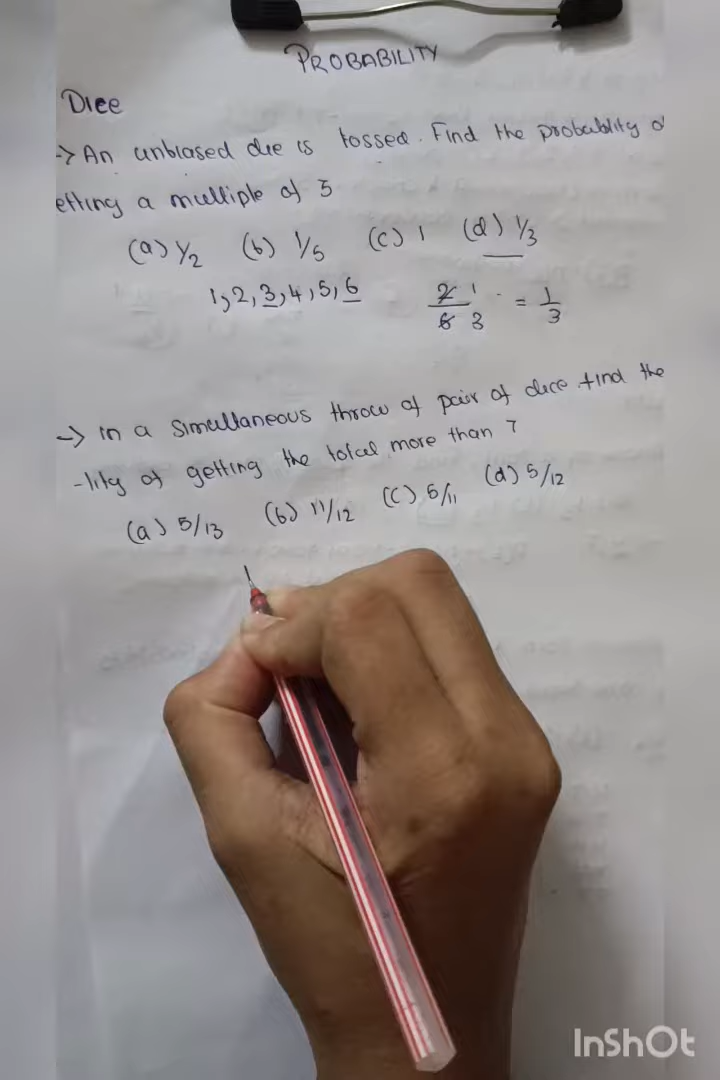 PROBABILITY
Dice
-> An unbiased die is tossed. Find the probability o
etting a multiple of 3
(a) 1/2 (b) 1/5 (c) 1 (d) 1/3
1, 2, 3, 4, 5, 6 2/6 1 3 = 1/3
-> in a simultaneous throw of pair of dice find the
-lity of getting the total more than 7
(a) 5/13 (b) 11/12 (c) 5/11 (d) 5/12
InShOt